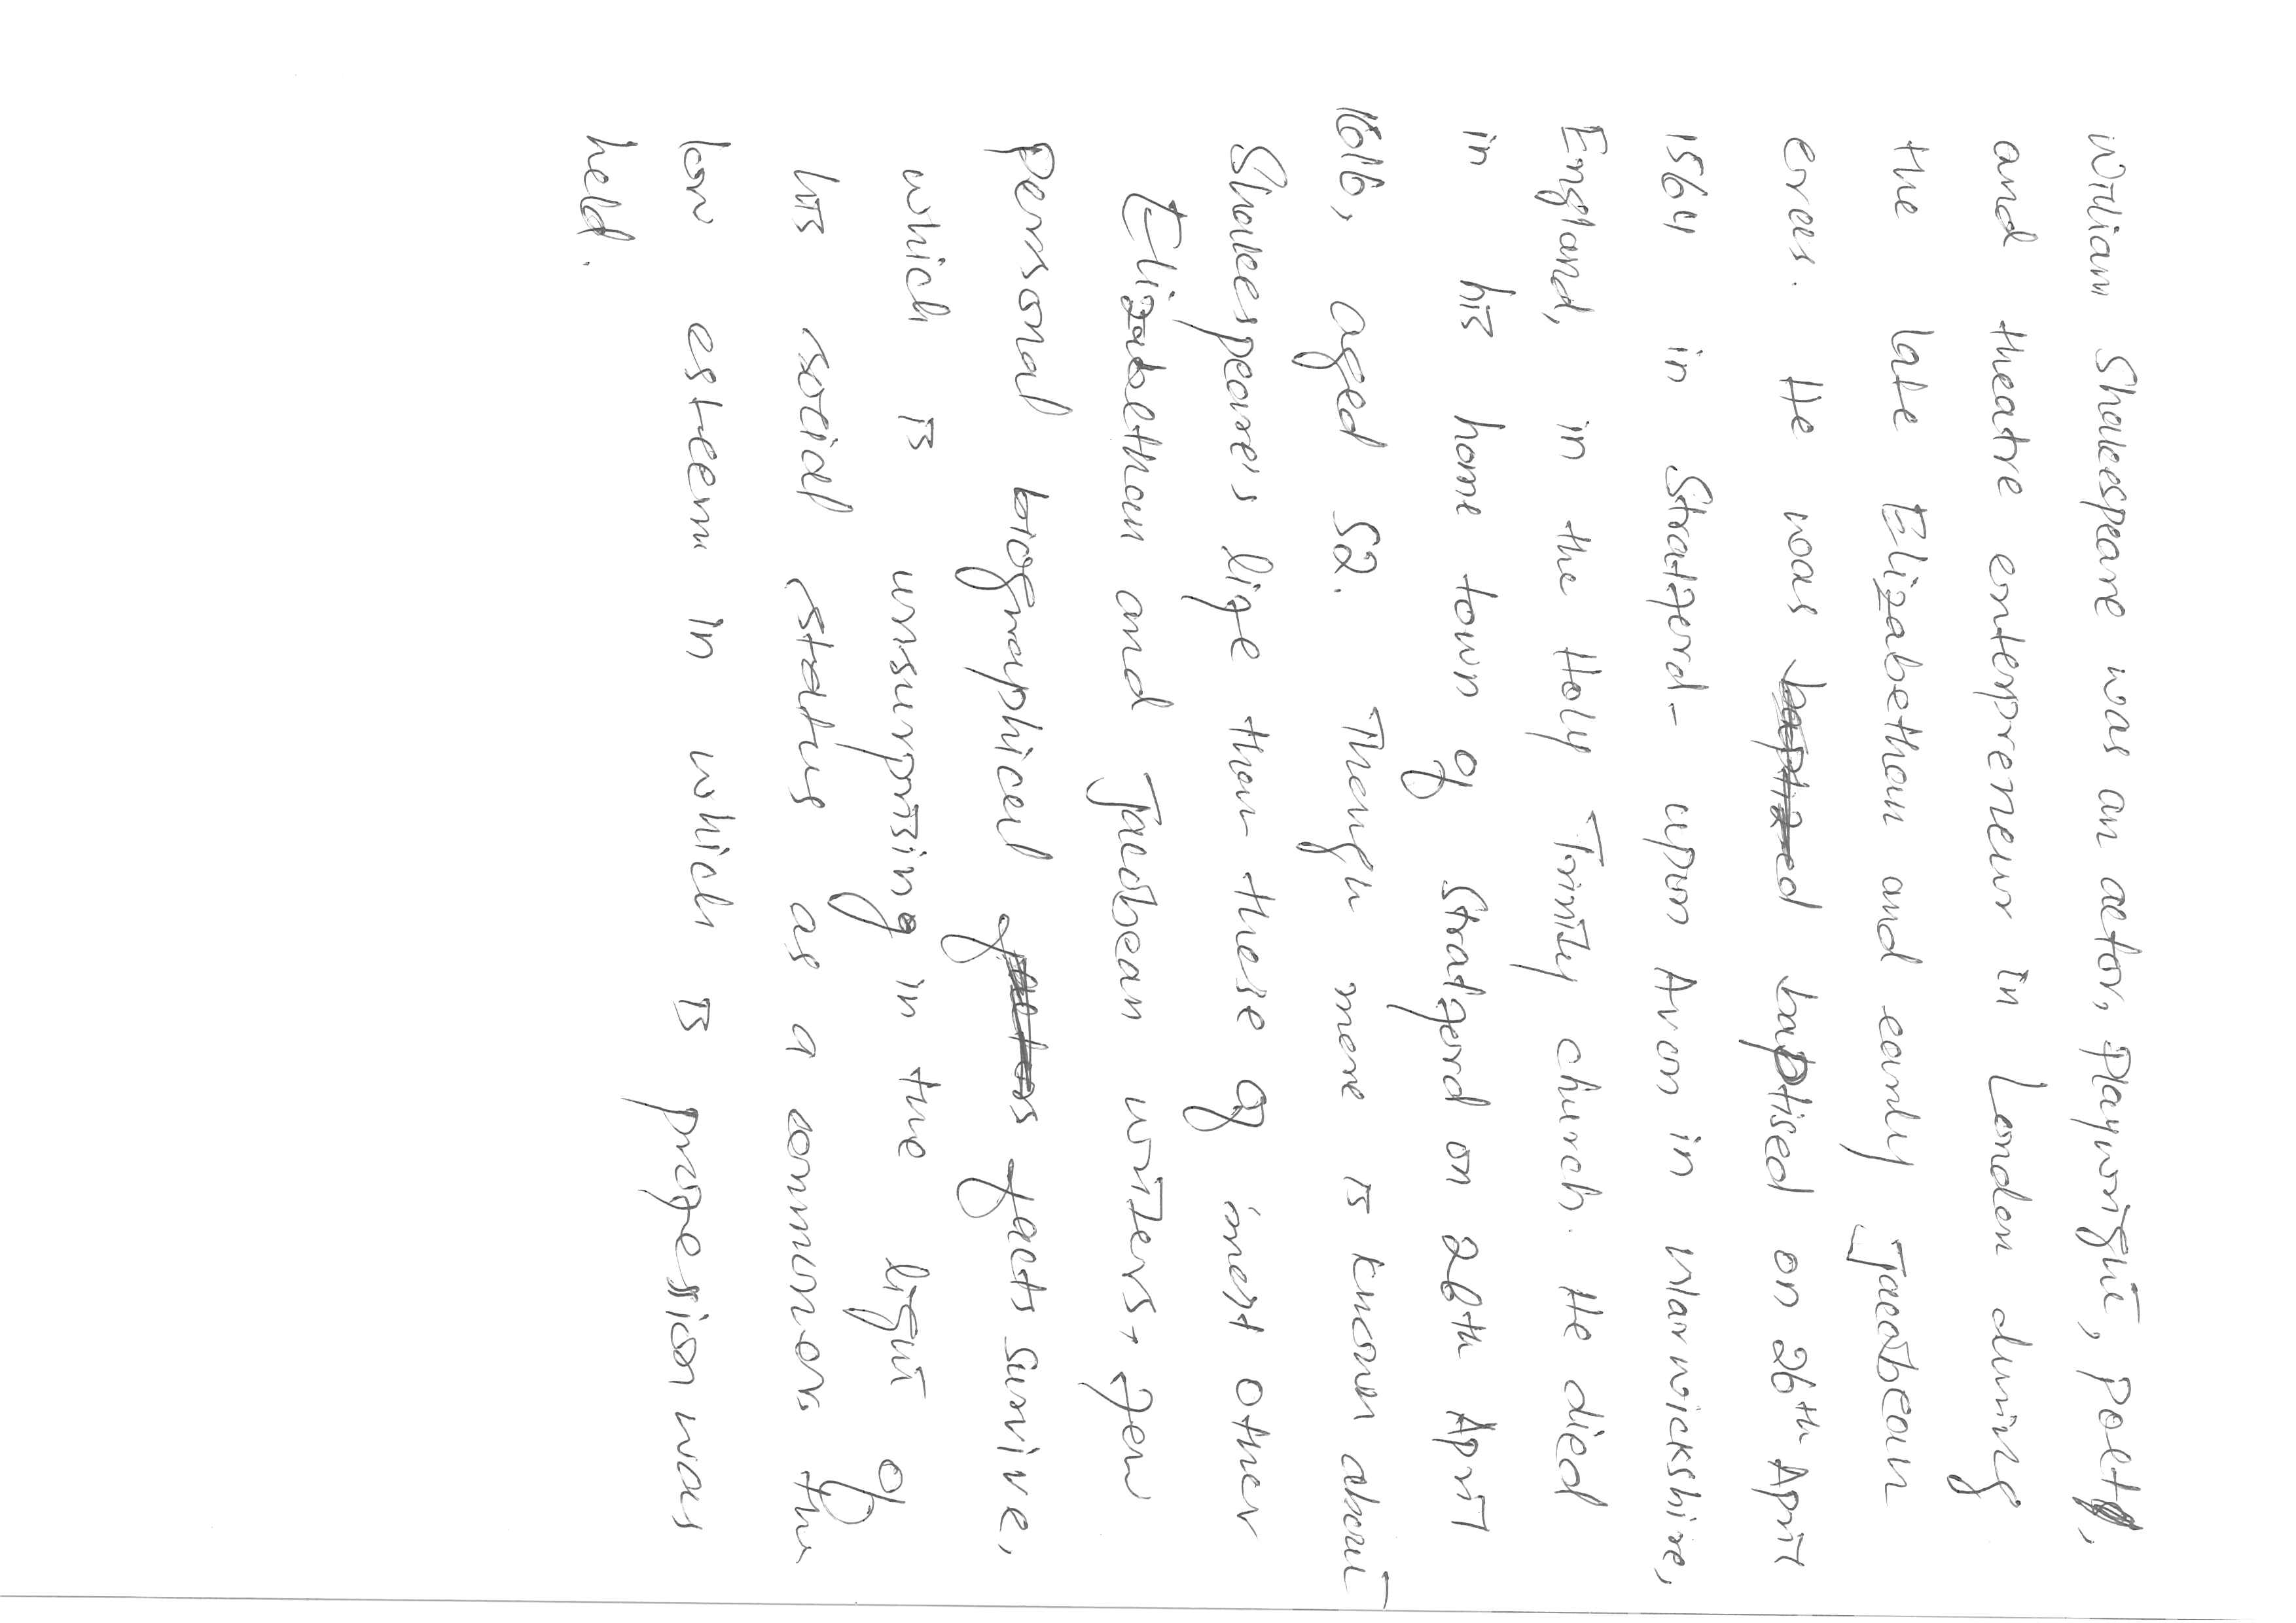 William Shakespeare was an actor, playwright, poet,
and theatre enterpreneur in London during
the late Elizabethan and early Jacobean
eras. He was baptized baptised on 26th April
1564 in Stratford- upon Avon in Warwickshire,
England, in the Holy Trinity church. He died
in his home town of Stratford on 26th April
1616, aged 52. Though more is known about
Shakespeare's life than those of most other
Elizabethan and Jacobean writers, few
personal biographical factors facts survive,
which is unsurprising in the light of
his social status as a commoner, the
low esteem in which is profession was
held.